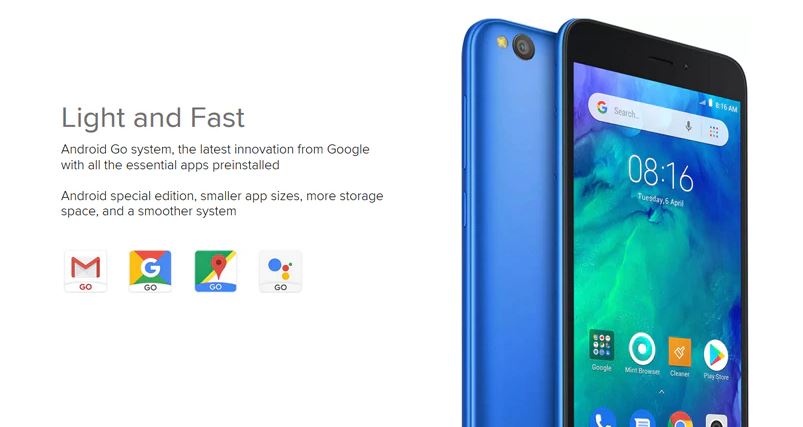 Light and Fast
Android Go system, the latest innovation from Google
with all the essential apps preinstalled
Android special edition, smaller app sizes, more storage
space, and a smoother system
GO
GO
GO
GO
8:16 AM
Search...
08:16
Tuesday, 6 April
Google
Mint Browser
Cleaner
Play Store